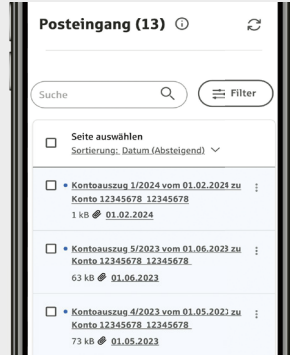 Posteingang (13)
Suche
Filter
Seite auswählen
Sortierung: Datum (Absteigend)
Kontoauszug 1/2024 vom 01.02.2024 zu
Konto 12345678 12345678
1 kB 01.02.2024
Kontoauszug 5/2023 vom 01.06.2023 zu
Konto 12345678 12345678
63 kB 01.06.2023
Kontoauszug 4/2023 vom 01.05.2023 zu
Konto 12345678 12345678
73 kB 01.05.2023